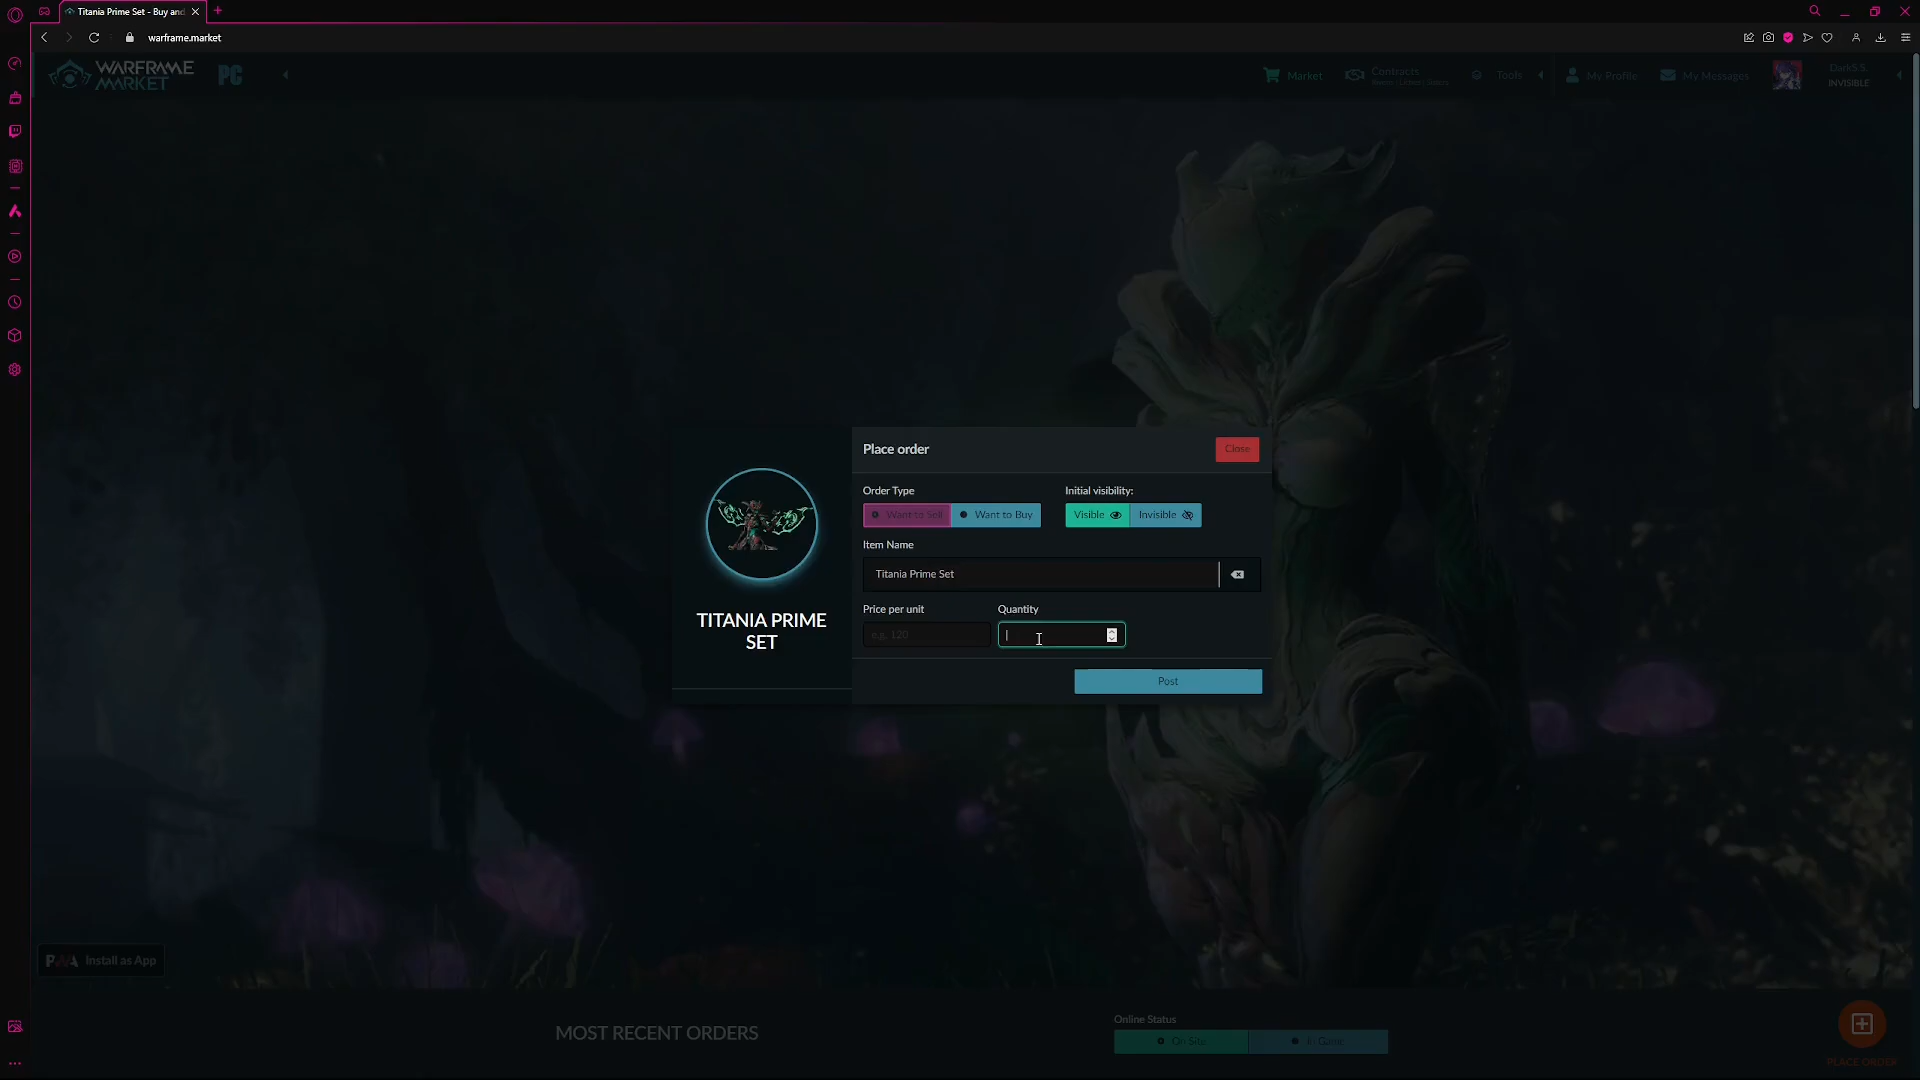 Titania Prime Set - Buy and
warframe.market
WARFRAME
MARKET
PC
Market
Contracts
Tools
My Profile
My Messages
DarkS S.
INVISIBLE
Place order
Close
Order Type
Initial visibility:
Want to Sell
Want to Buy
Visible
Invisible
Item Name
Titania Prime Set
Price per unit
Quantity
e.g. 120
TITANIA PRIME
SET
Post
PWA Install as App
MOST RECENT ORDERS
Online Status
On Site
In Game
PLACE ORDER